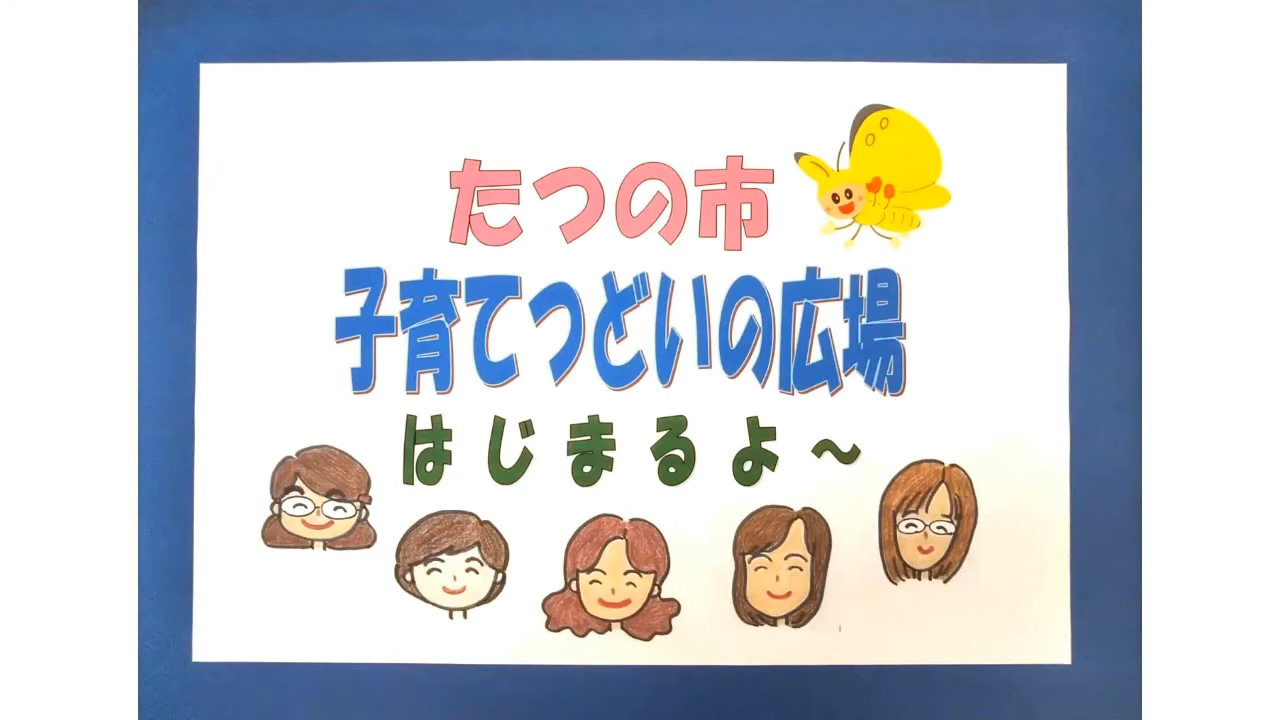 たつの市
子育てつどいの広場
はじまるよ～